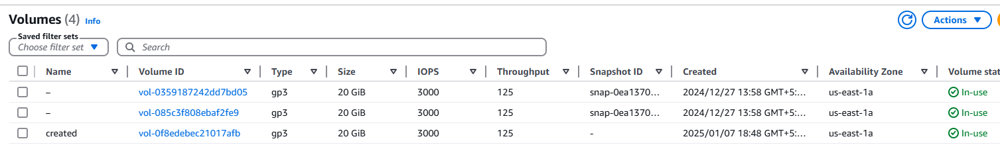 Volumes (4) Info
Actions
Saved filter sets
Choose filter set
Search
Name Volume ID Type Size IOPS Throughput Snapshot ID Created Availability Zone Volume stat
– vol-0359187242dd7bd05 gp3 20 GiB 3000 125 snap-0ea1370... 2024/12/27 13:58 GMT+5:... us-east-1a In-use
– vol-085c3f808ebaf2fe9 gp3 20 GiB 3000 125 snap-0ea1370... 2024/12/27 13:58 GMT+5:... us-east-1a In-use
created vol-0f8edebec21017afb gp3 20 GiB 3000 125 - 2025/01/07 18:48 GMT+5:... us-east-1a In-use